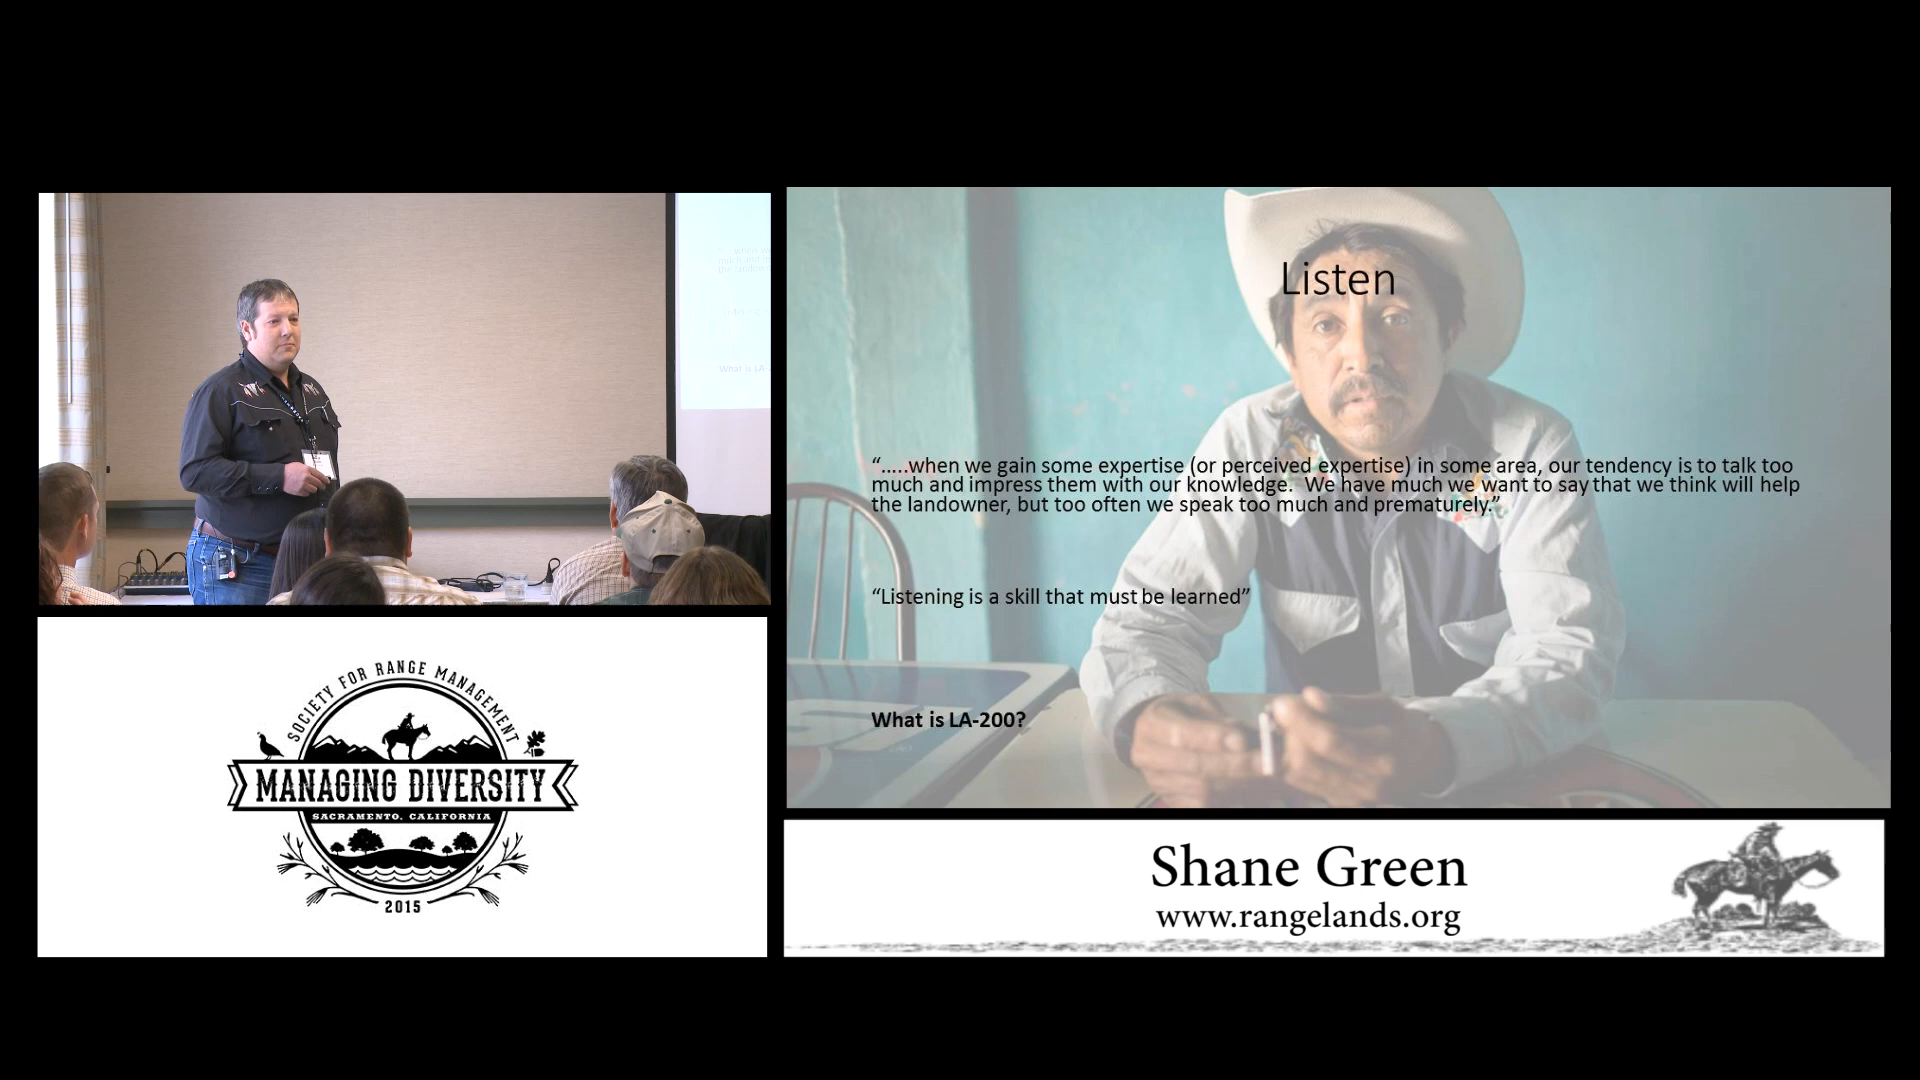 Listen
“.....when we gain some expertise (or perceived expertise) in some area, our tendency is to talk too
much and impress them with our knowledge.  We have much we want to say that we think will help
the landowner, but too often we speak too much and prematurely.”
“Listening is a skill that must be learned”
What is LA-200?
SOCIETY FOR RANGE MANAGEMENT
MANAGING DIVERSITY
SACRAMENTO, CALIFORNIA
2015
Shane Green
www.rangelands.org